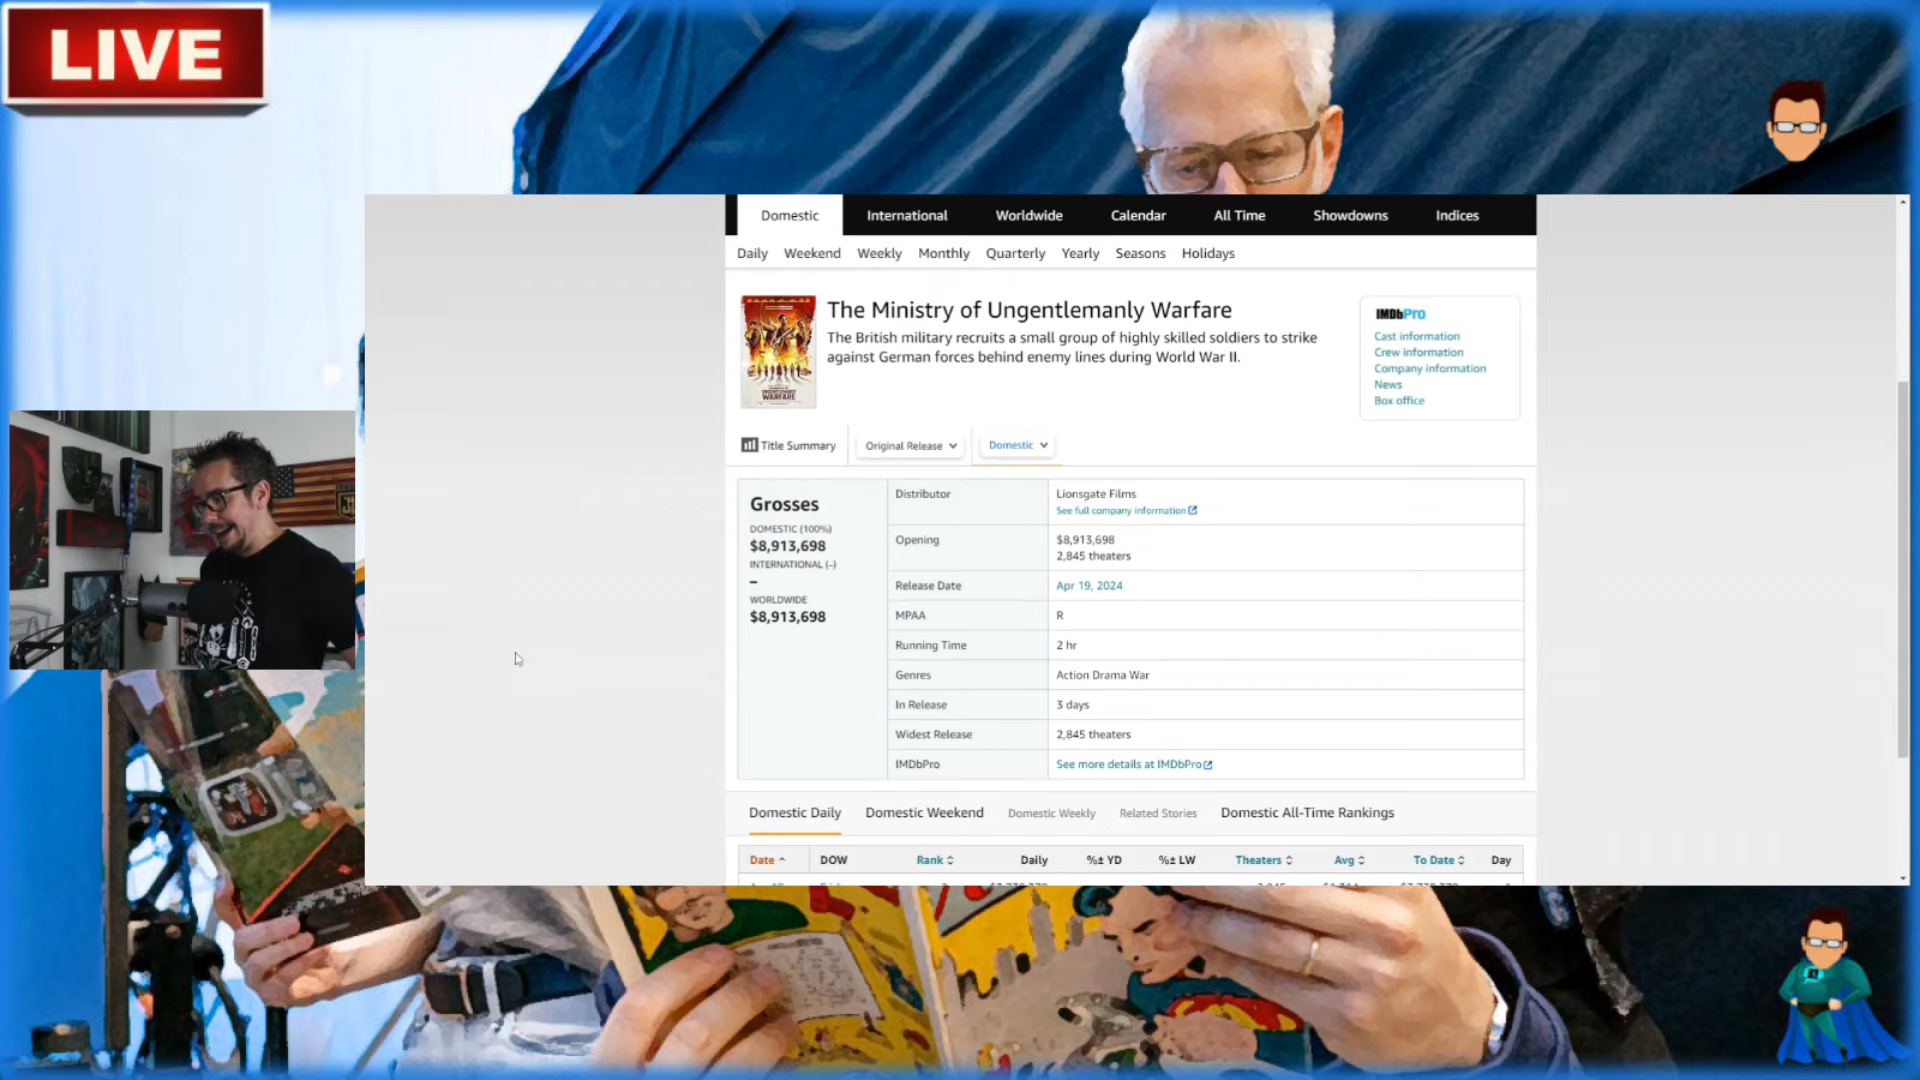 LIVE
Domestic International Worldwide Calendar All Time Showdowns Indices
Daily Weekend Weekly Monthly Quarterly Yearly Seasons Holidays
The Ministry of Ungentlemanly Warfare
The British military recruits a small group of highly skilled soldiers to strike
against German forces behind enemy lines during World War II.
IMDbPro
Cast information
Crew information
Company information
News
Box office
UNGENTLEMANLY
WARFARE
Title Summary Original Release Domestic
Grosses
DOMESTIC (100%)
$8,913,698
INTERNATIONAL (–)
–
WORLDWIDE
$8,913,698
Distributor Lionsgate Films
See full company information
Opening $8,913,698
2,845 theaters
Release Date Apr 19, 2024
MPAA R
Running Time 2 hr
Genres Action Drama War
In Release 3 days
Widest Release 2,845 theaters
IMDbPro See more details at IMDbPro
Domestic Daily Domestic Weekend Domestic Weekly Related Stories Domestic All-Time Rankings
Date DOW Rank Daily %± YD %± LW Theaters Avg To Date Day